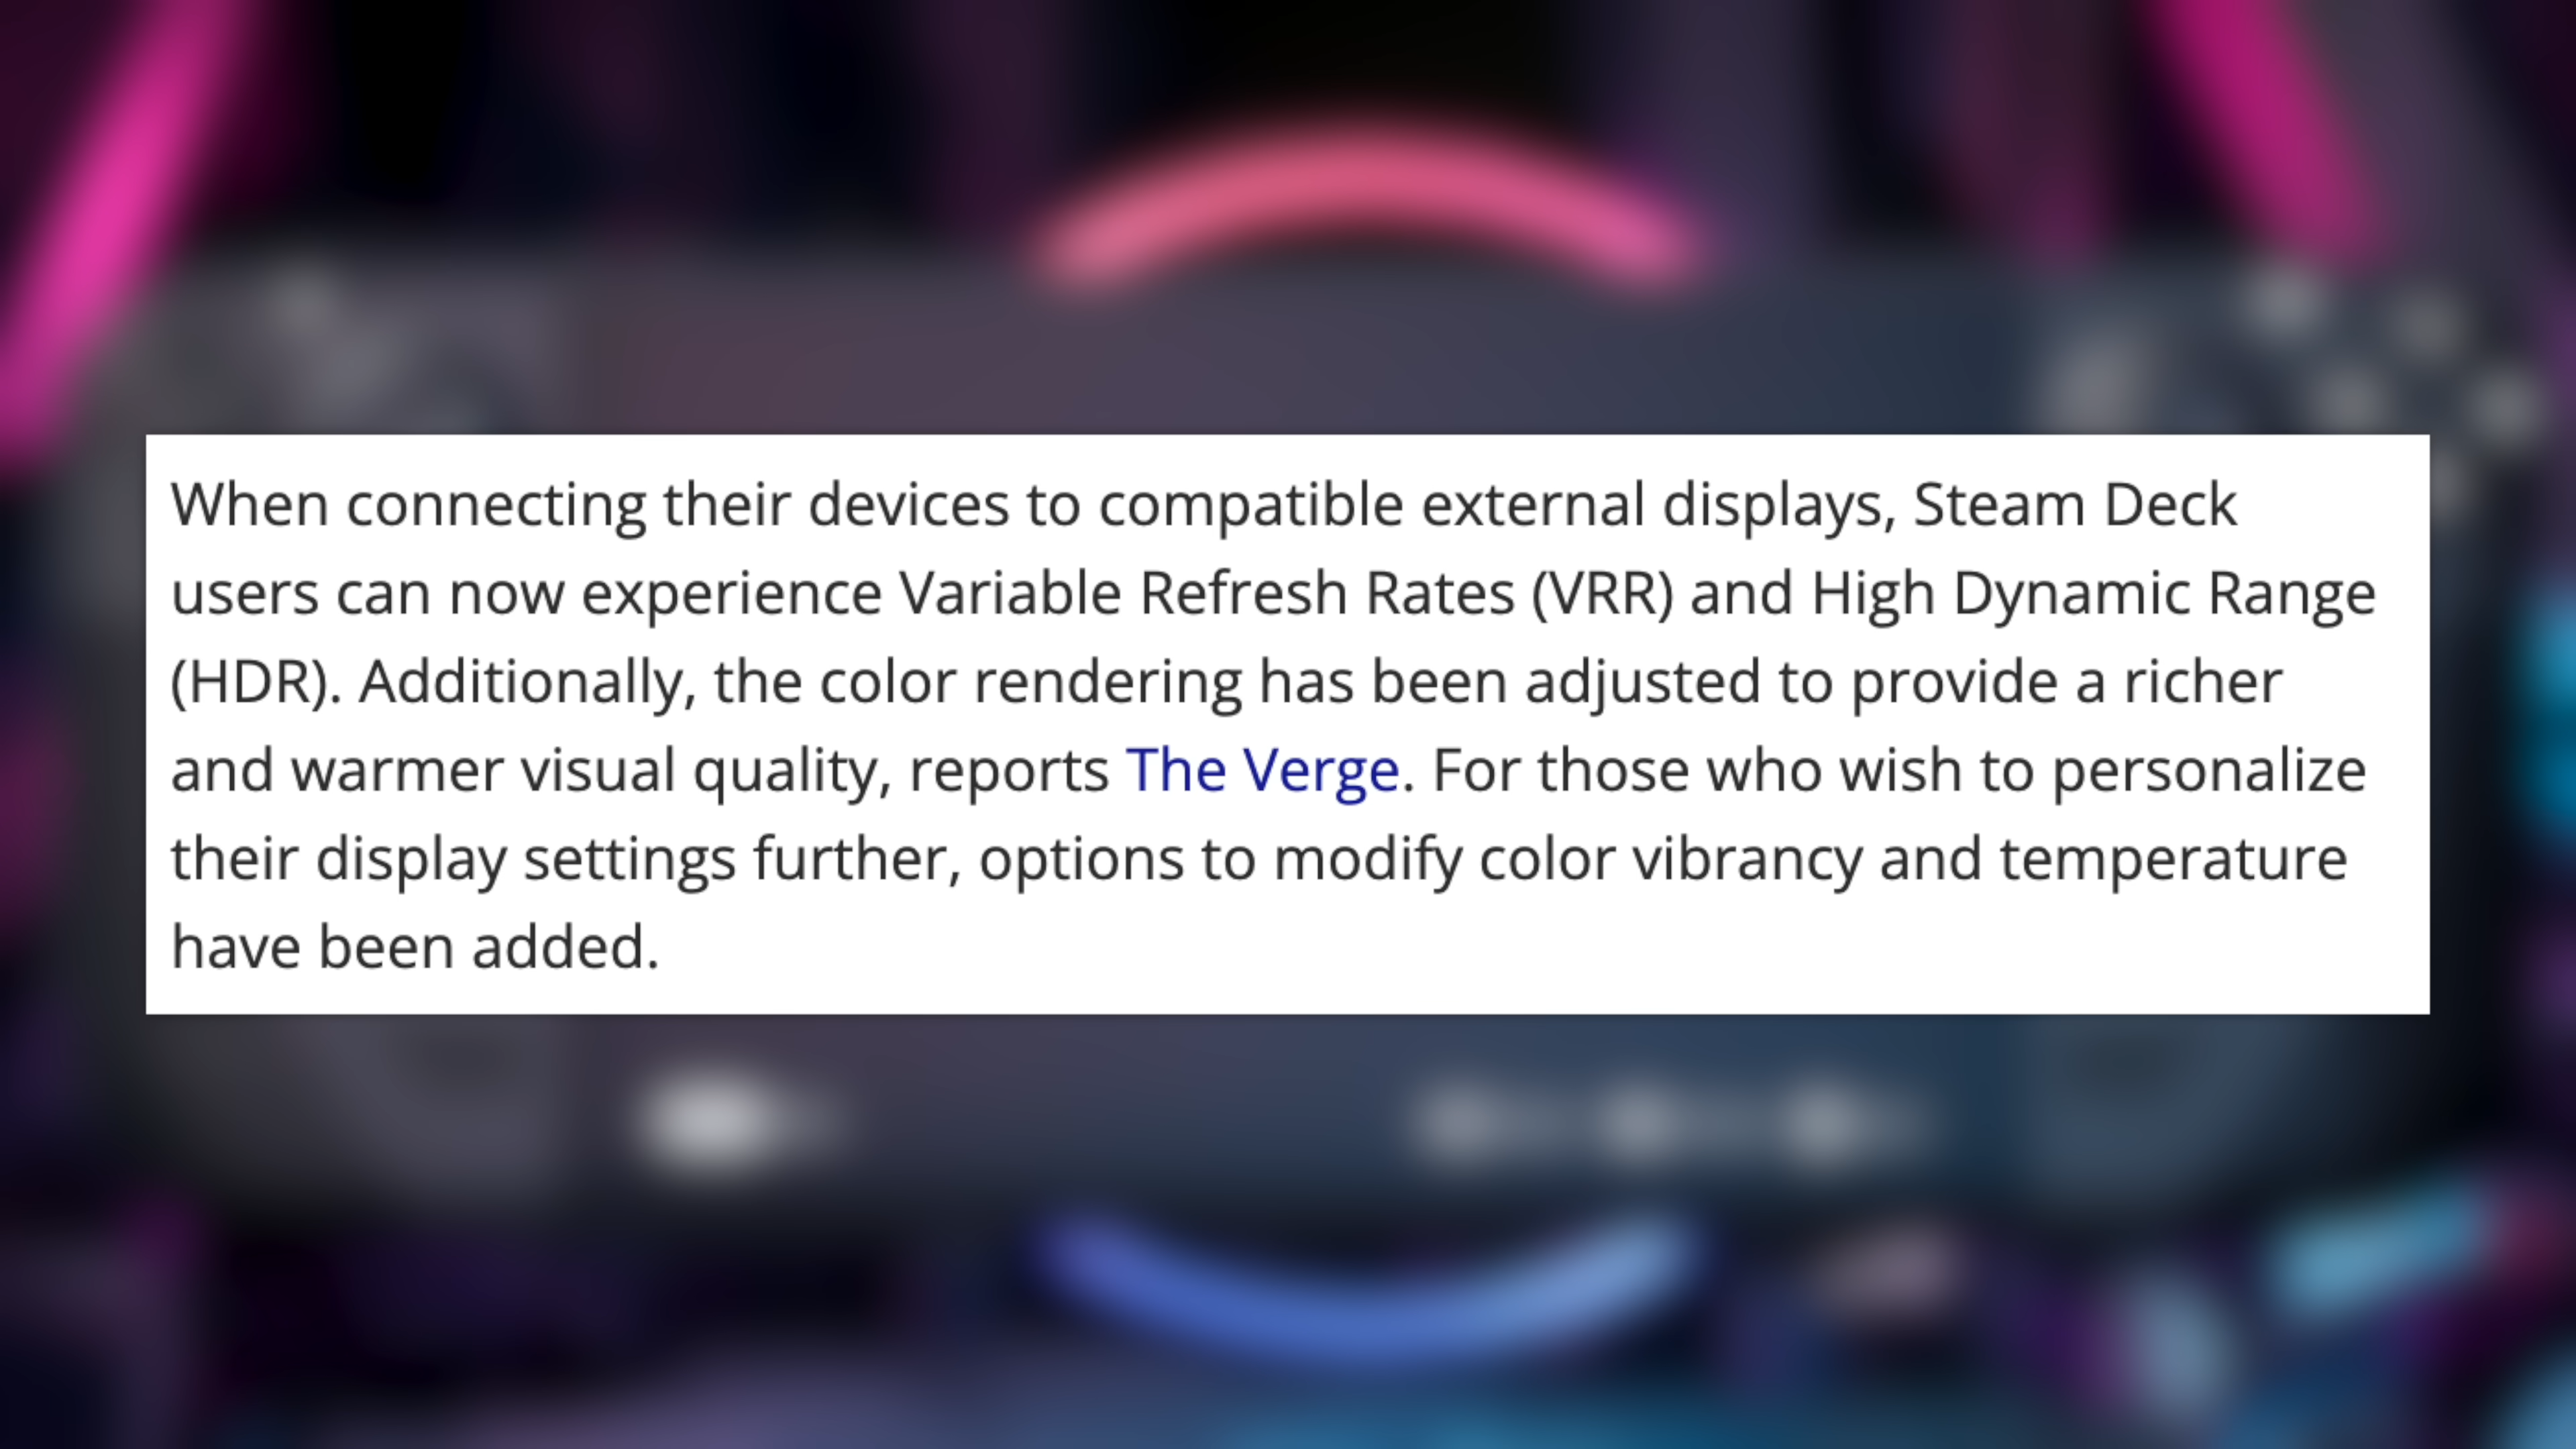 When connecting their devices to compatible external displays, Steam Deck
users can now experience Variable Refresh Rates (VRR) and High Dynamic Range
(HDR). Additionally, the color rendering has been adjusted to provide a richer
and warmer visual quality, reports The Verge. For those who wish to personalize
their display settings further, options to modify color vibrancy and temperature
have been added.